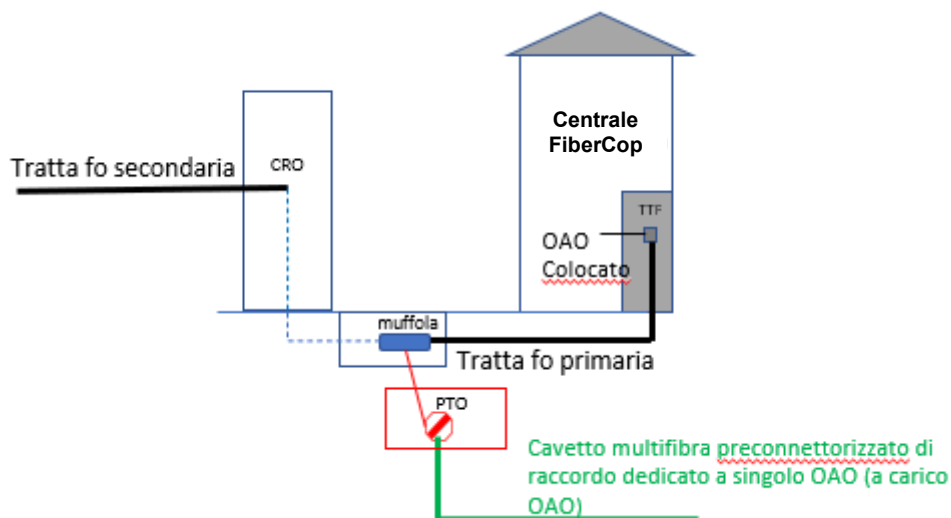 Centrale
FiberCop
Tratta fo secondaria
CRO
TTF
OAO
Colocato
muffola
Tratta fo primaria
PTO
Cavetto multifibra preconnettorizzato di
raccordo dedicato a singolo OAO (a carico
OAO)